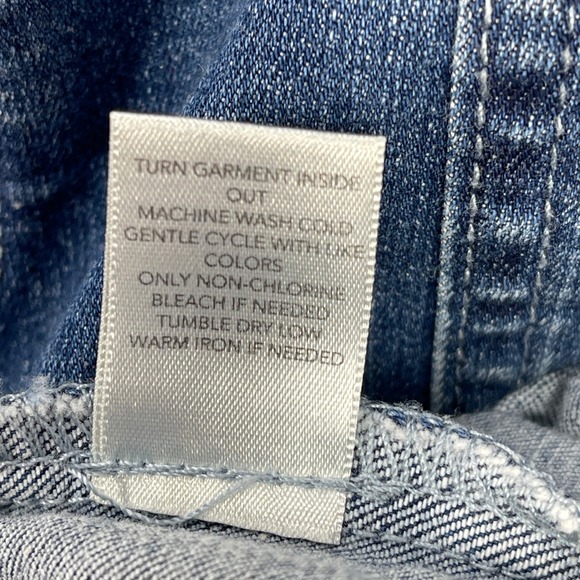 TURN GARMENT INSIDE
OUT
MACHINE WASH COLD
GENTLE CYCLE WITH LIKE
COLORS
ONLY NON-CHLORINE
BLEACH IF NEEDED
TUMBLE DRY LOW
WARM IRON IF NEEDED